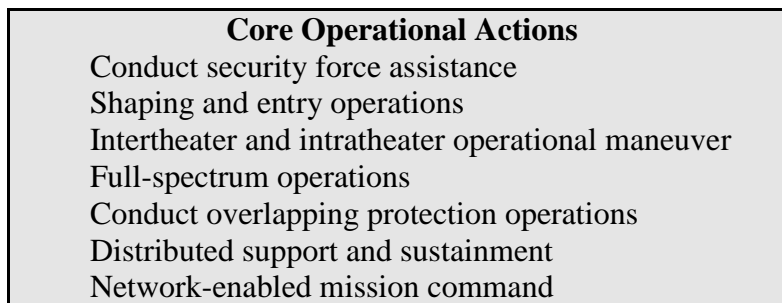 Core Operational Actions
Conduct security force assistance
Shaping and entry operations
Intertheater and intratheater operational maneuver
Full-spectrum operations
Conduct overlapping protection operations
Distributed support and sustainment
Network-enabled mission command